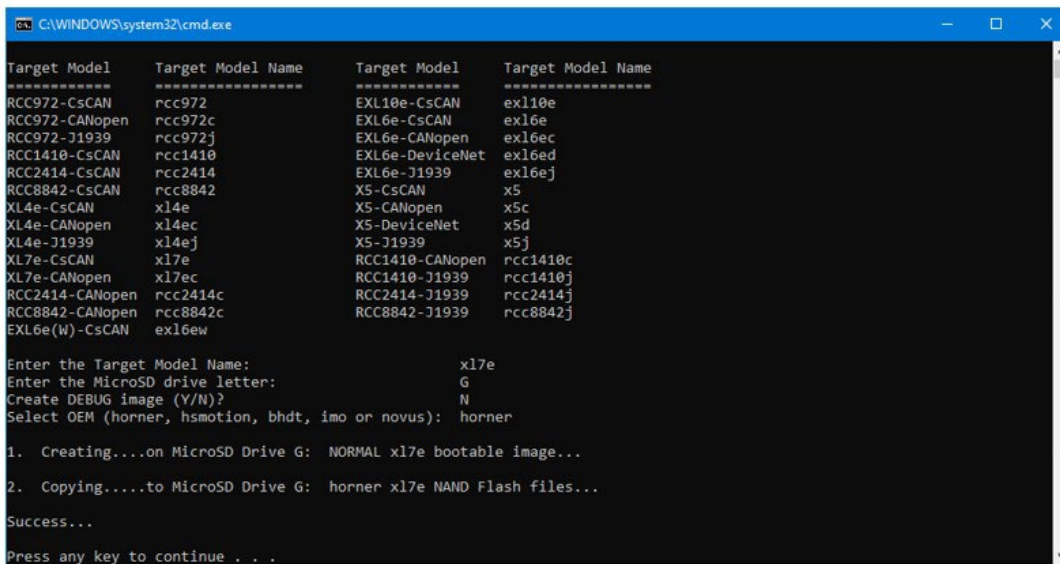 C:\WINDOWS\system32\cmd.exe
Target Model Target Model Name Target Model Target Model Name
============ ================= ============ =================
RCC972-CsCAN rcc972 EXL10e-CsCAN exl10e
RCC972-CANopen rcc972c EXL6e-CsCAN exl6e
RCC972-J1939 rcc972j EXL6e-CANopen exl6ec
RCC1410-CsCAN rcc1410 EXL6e-DeviceNet exl6ed
RCC2414-CsCAN rcc2414 EXL6e-J1939 exl6ej
RCC8842-CsCAN rcc8842 X5-CsCAN x5
XL4e-CsCAN xl4e X5-CANopen x5c
XL4e-CANopen xl4ec X5-DeviceNet x5d
XL4e-J1939 xl4ej X5-J1939 x5j
XL7e-CsCAN xl7e RCC1410-CANopen rcc1410c
XL7e-CANopen xl7ec RCC1410-J1939 rcc1410j
RCC2414-CANopen rcc2414c RCC2414-J1939 rcc2414j
RCC8842-CANopen rcc8842c RCC8842-J1939 rcc8842j
EXL6e(W)-CsCAN exl6ew
Enter the Target Model Name: xl7e
Enter the MicroSD drive letter: G
Create DEBUG image (Y/N)? N
Select OEM (horner, hsmotion, bhdt, imo or novus): horner
1. Creating....on MicroSD Drive G: NORMAL xl7e bootable image...
2. Copying.....to MicroSD Drive G: horner xl7e NAND Flash files...
Success...
Press any key to continue . . .